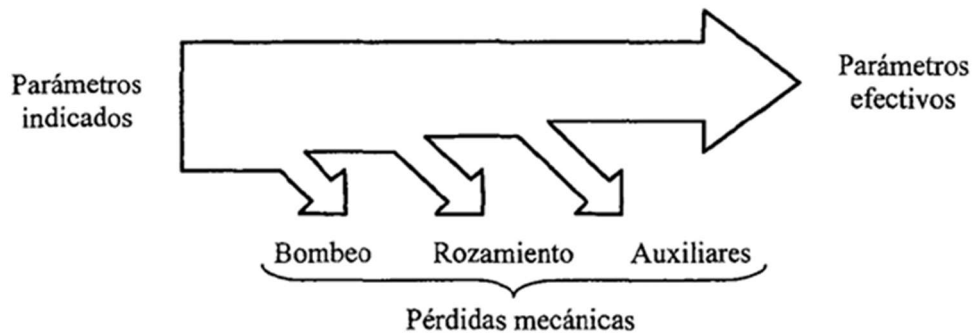 Parámetros
indicados
Parámetros
efectivos
Bombeo Rozamiento Auxiliares
Pérdidas mecánicas